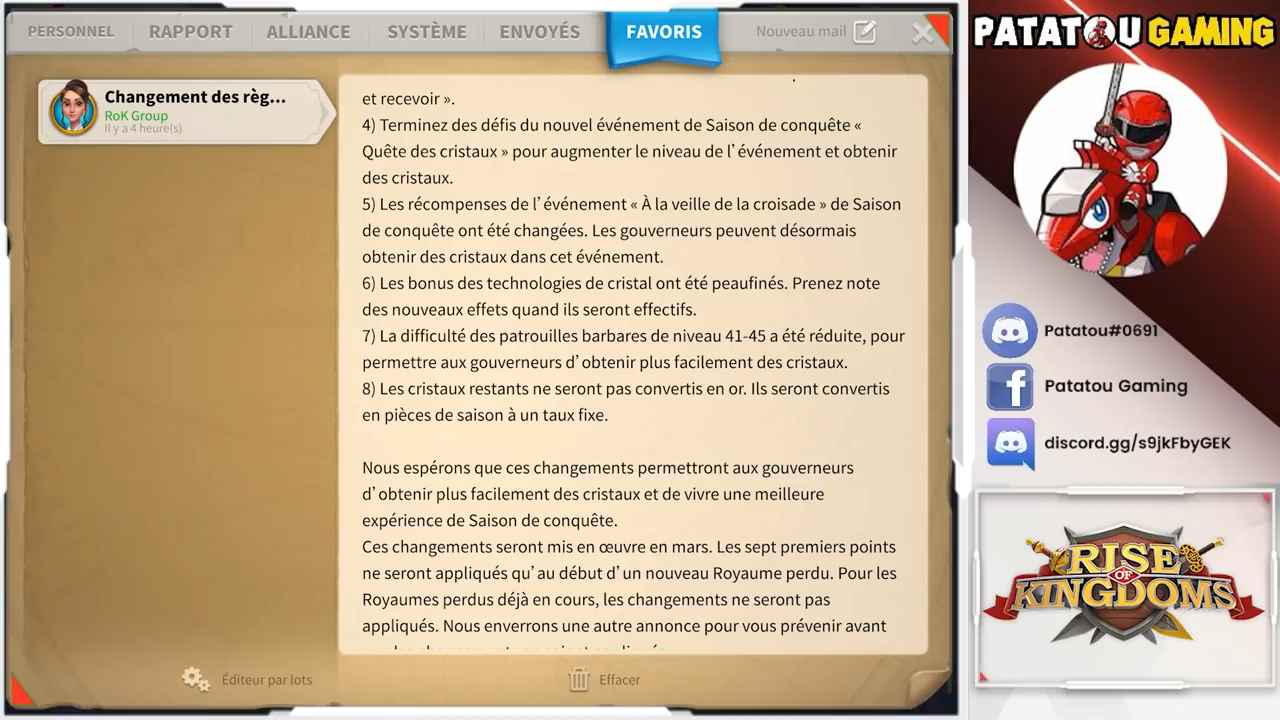 PERSONNEL
RAPPORT
ALLIANCE
SYSTÈME
ENVOYÉS
FAVORIS
Nouveau mail
Changement des règ...
RoK Group
Il y a 4 heure(s)
et recevoir ».
4) Terminez des défis du nouvel événement de Saison de conquête «
Quête des cristaux » pour augmenter le niveau de l'événement et obtenir
des cristaux.
5) Les récompenses de l'événement « À la veille de la croisade » de Saison
de conquête ont été changées. Les gouverneurs peuvent désormais
obtenir des cristaux dans cet événement.
6) Les bonus des technologies de cristal ont été peaufinés. Prenez note
des nouveaux effets quand ils seront effectifs.
7) La difficulté des patrouilles barbares de niveau 41-45 a été réduite, pour
permettre aux gouverneurs d'obtenir plus facilement des cristaux.
8) Les cristaux restants ne seront pas convertis en or. Ils seront convertis
en pièces de saison à un taux fixe.
Nous espérons que ces changements permettront aux gouverneurs
d'obtenir plus facilement des cristaux et de vivre une meilleure
expérience de Saison de conquête.
Ces changements seront mis en œuvre en mars. Les sept premiers points
ne seront appliqués qu'au début d'un nouveau Royaume perdu. Pour les
Royaumes perdus déjà en cours, les changements ne seront pas
appliqués. Nous enverrons une autre annonce pour vous prévenir avant
Éditeur par lots
Effacer
PATATOU GAMING
Patatou#0691
Patatou Gaming
discord.gg/s9jkFbyGEK
RISE
OF
KINGDOMS